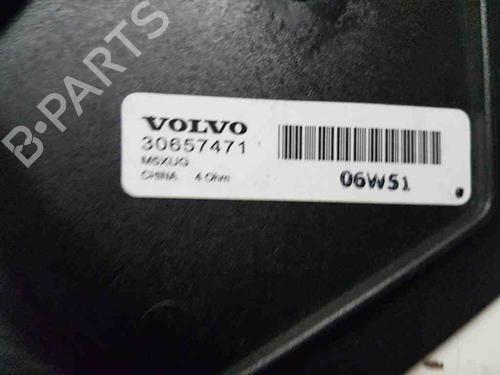 B-PARTS
VOLVO
30657471
M5XUG
CHINA 4 Ohm
06W51